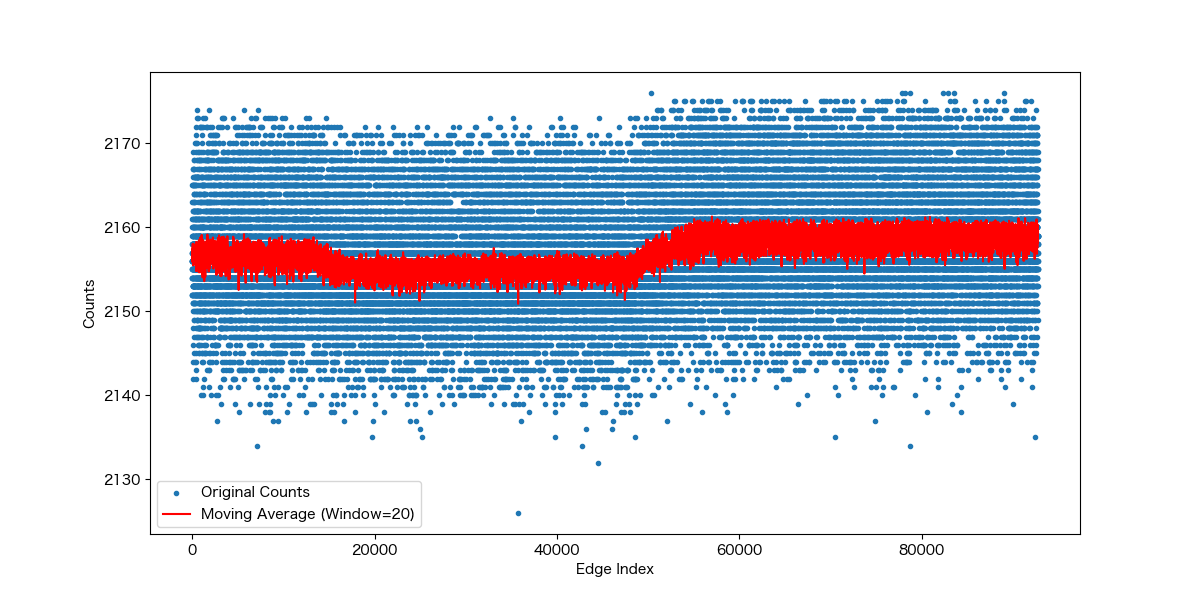 2170
2160
2150
2140
2130
Counts
Original Counts
Moving Average (Window=20)
0
20000
40000
60000
80000
Edge Index